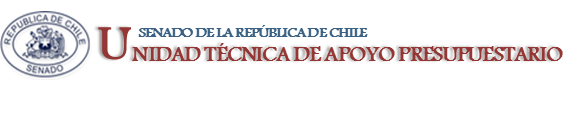 REPUBLICA DE CHILE
SENADO
SENADO DE LA REPÚBLICA DE CHILE
UNIDAD TÉCNICA DE APOYO PRESUPUESTARIO